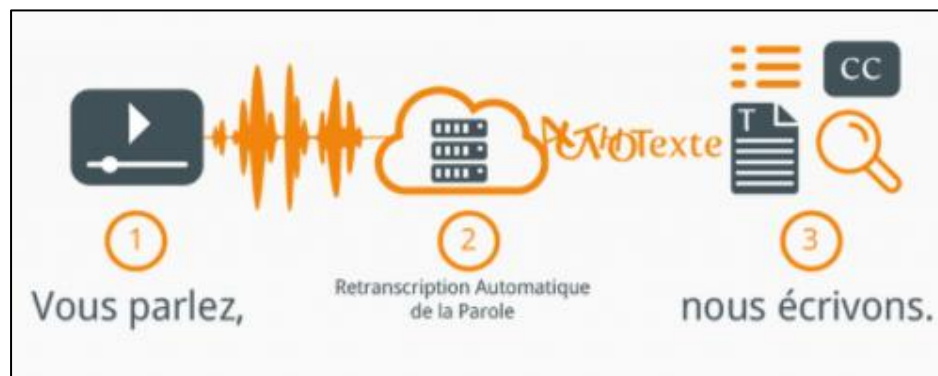 CC
T
Texte
1
2
3
Vous parlez,
Retranscription Automatique
de la Parole
nous écrivons.